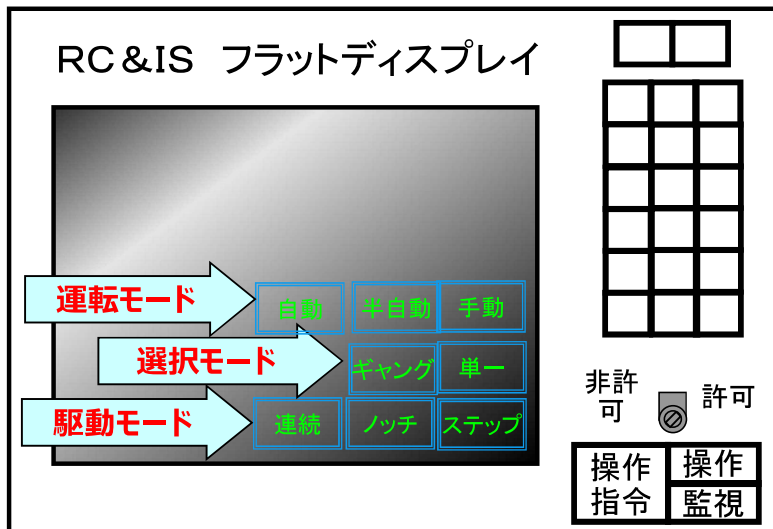 RC&IS フラットディスプレイ
運転モード
自動 半自動 手動
選択モード
ギャング 単一
駆動モード
連続 ノッチ ステップ
非許
可
許可
操作
指令
操作
監視